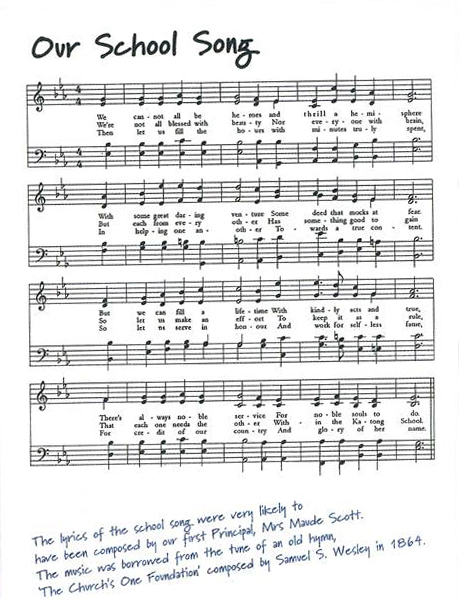 Our School Song
We can - not all be he - roes and thrill a he - mi - sphere
We're not all blessed with beau - ty Nor ev - ery - one with brain,
Then let us fill the ho - urs with mi - nutes tru - ly spent,
With some great dar - ing ven - ture Some deed that mocks at fear.
But each from eve - ry oth - er Has some - thing good to gain
In help - ing one an - oth - er To - wards a true con - tent.
But we can fill a life - time With kind - ly acts and true,
So let us make an eff - ort To keep it as a rule,
So let us serve in hon - our And work for self - less fame,
There's al - ways no - ble ser - vice For no - ble souls to do.
That each one needs the oth - er With - in the Ka - tong School.
For cre - dit of our coun - try And glo - ry of her name.
The lyrics of the school song were very likely to
have been composed by our first Principal, Mrs Maude Scott.
The music was borrowed from the tune of an old hymn,
'The Church's One Foundation' composed by Samuel S. Wesley in 1864.